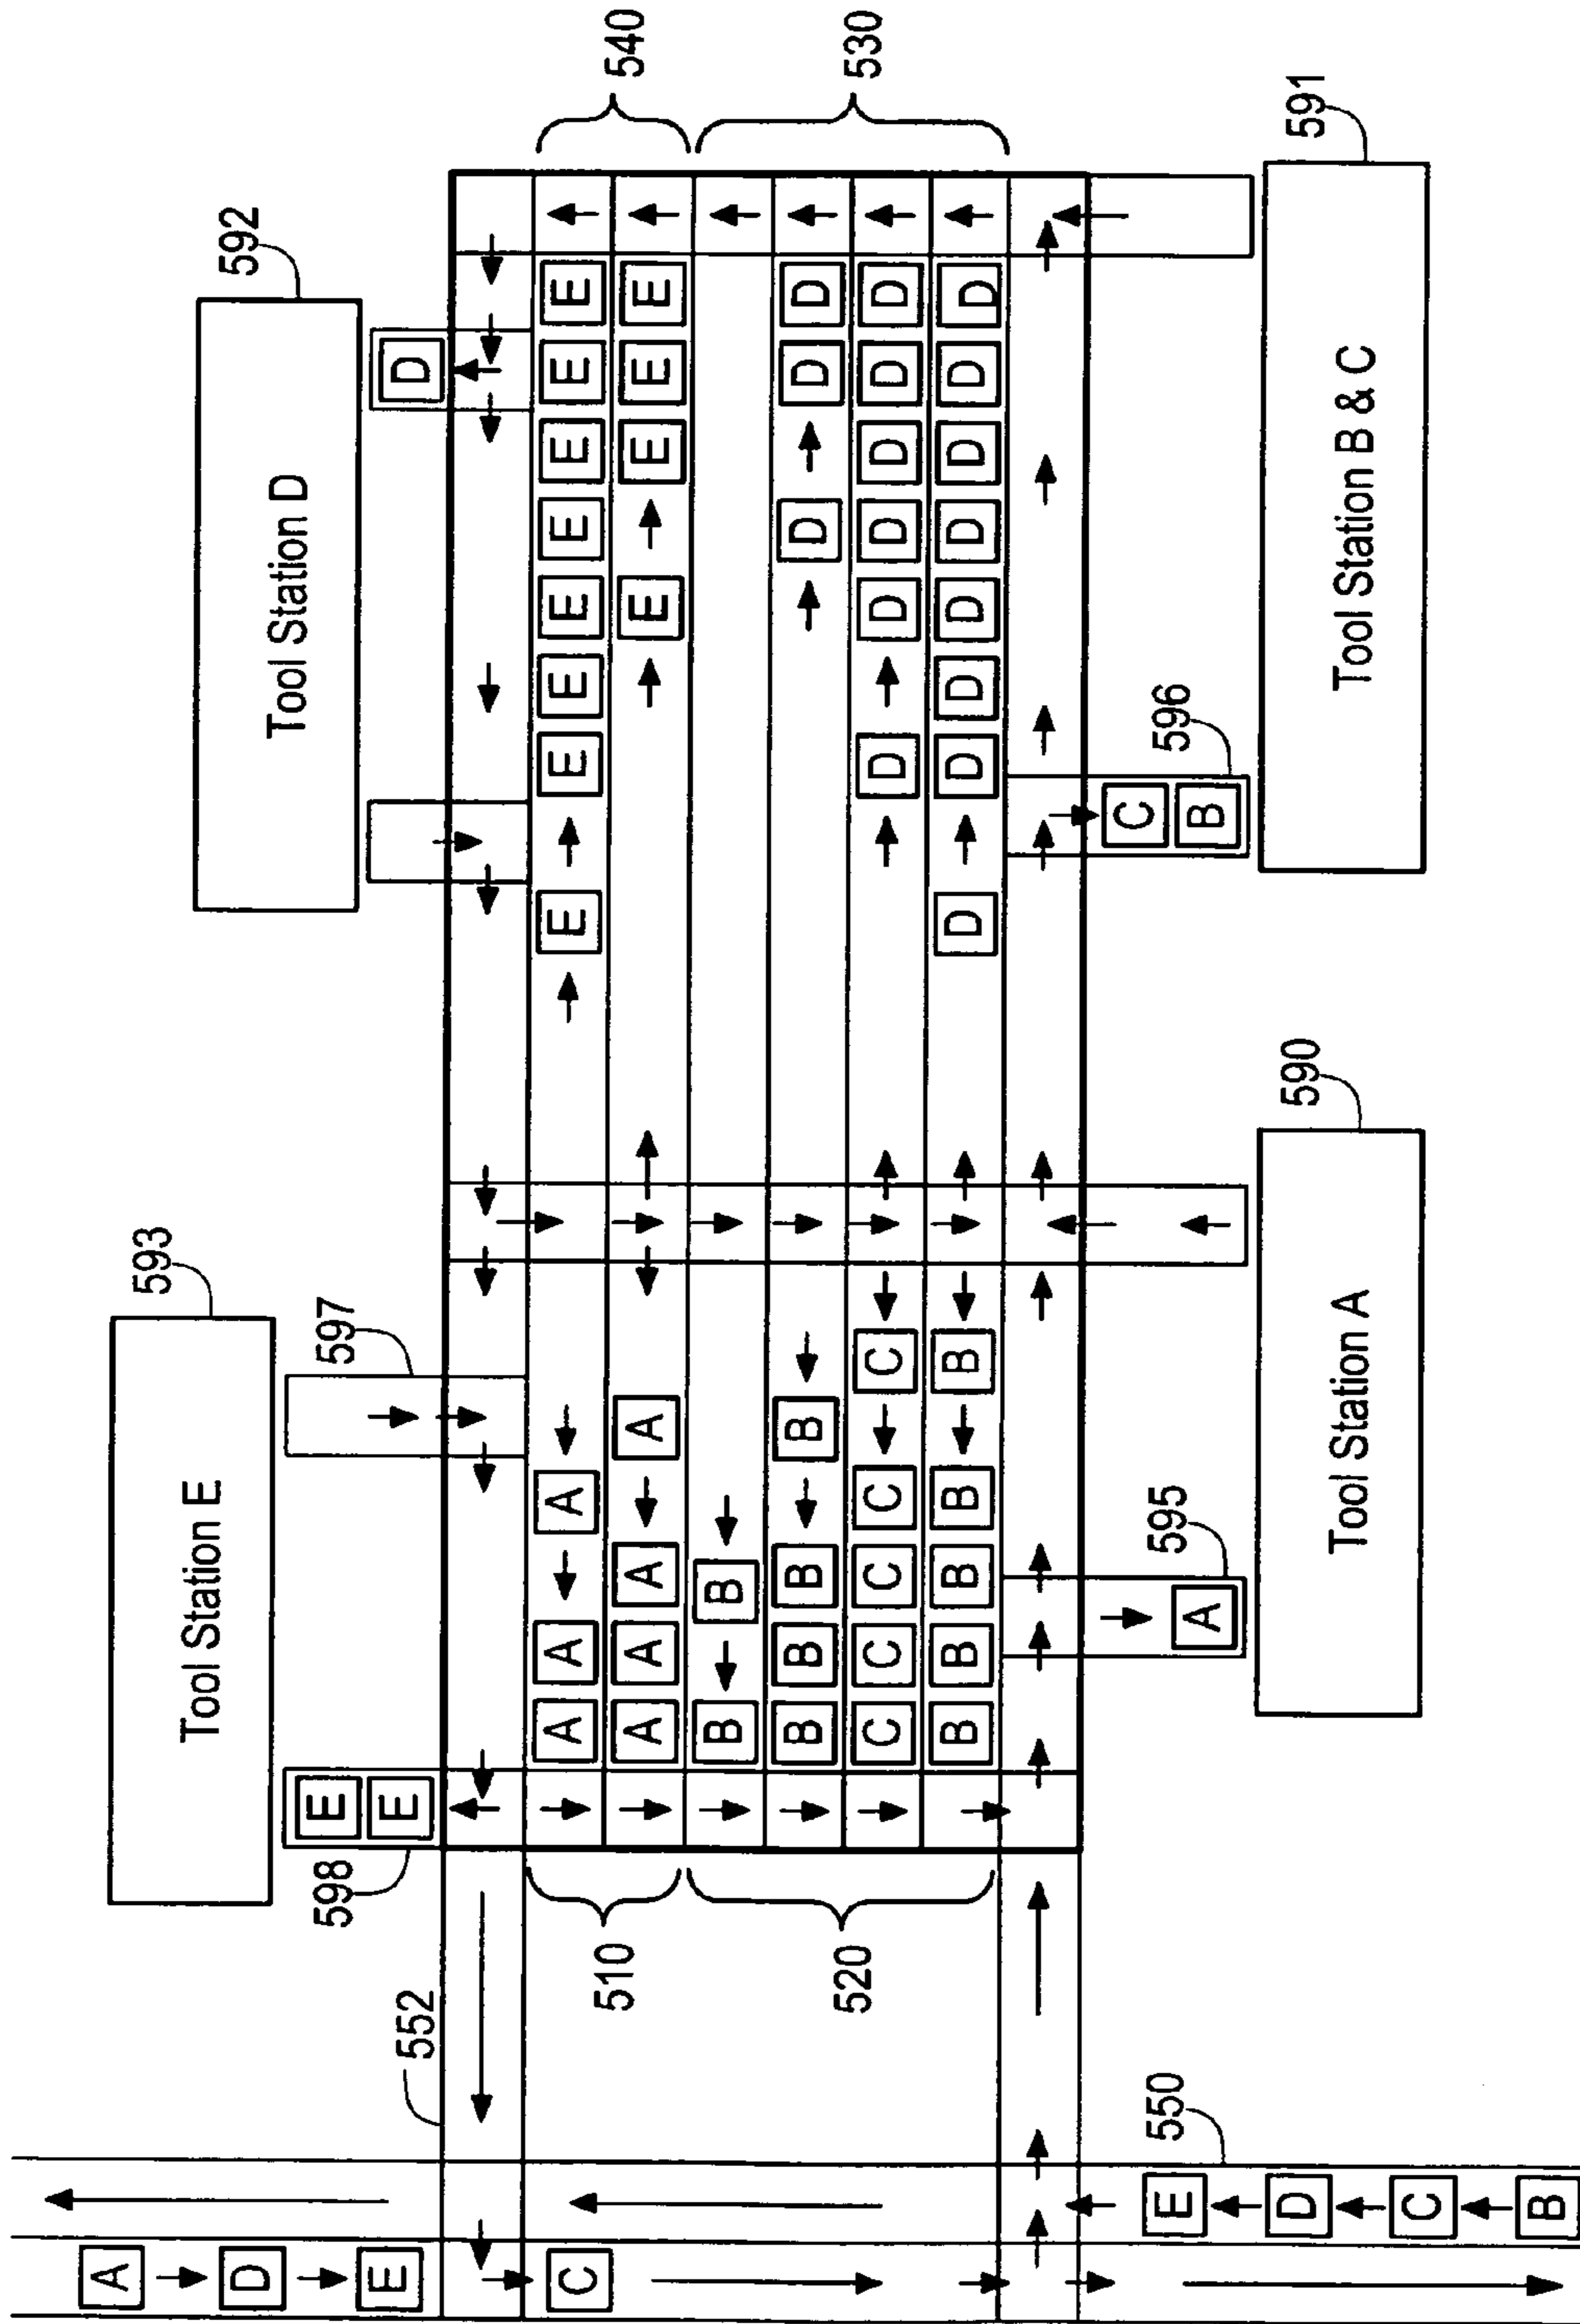 A
593
Tool Station E
592
D
Tool Station D
598
E
597
E
552
E
D
C A A A E E E E E E E E
540
510
A A A A E E E E
B B
B B B B D D D
520
530
C C C C C D D D D D D
B B B B B D D D D D D D D
C
E
550
595
596
A
B
D
590
591
Tool Station A
Tool Station B & C
C
B